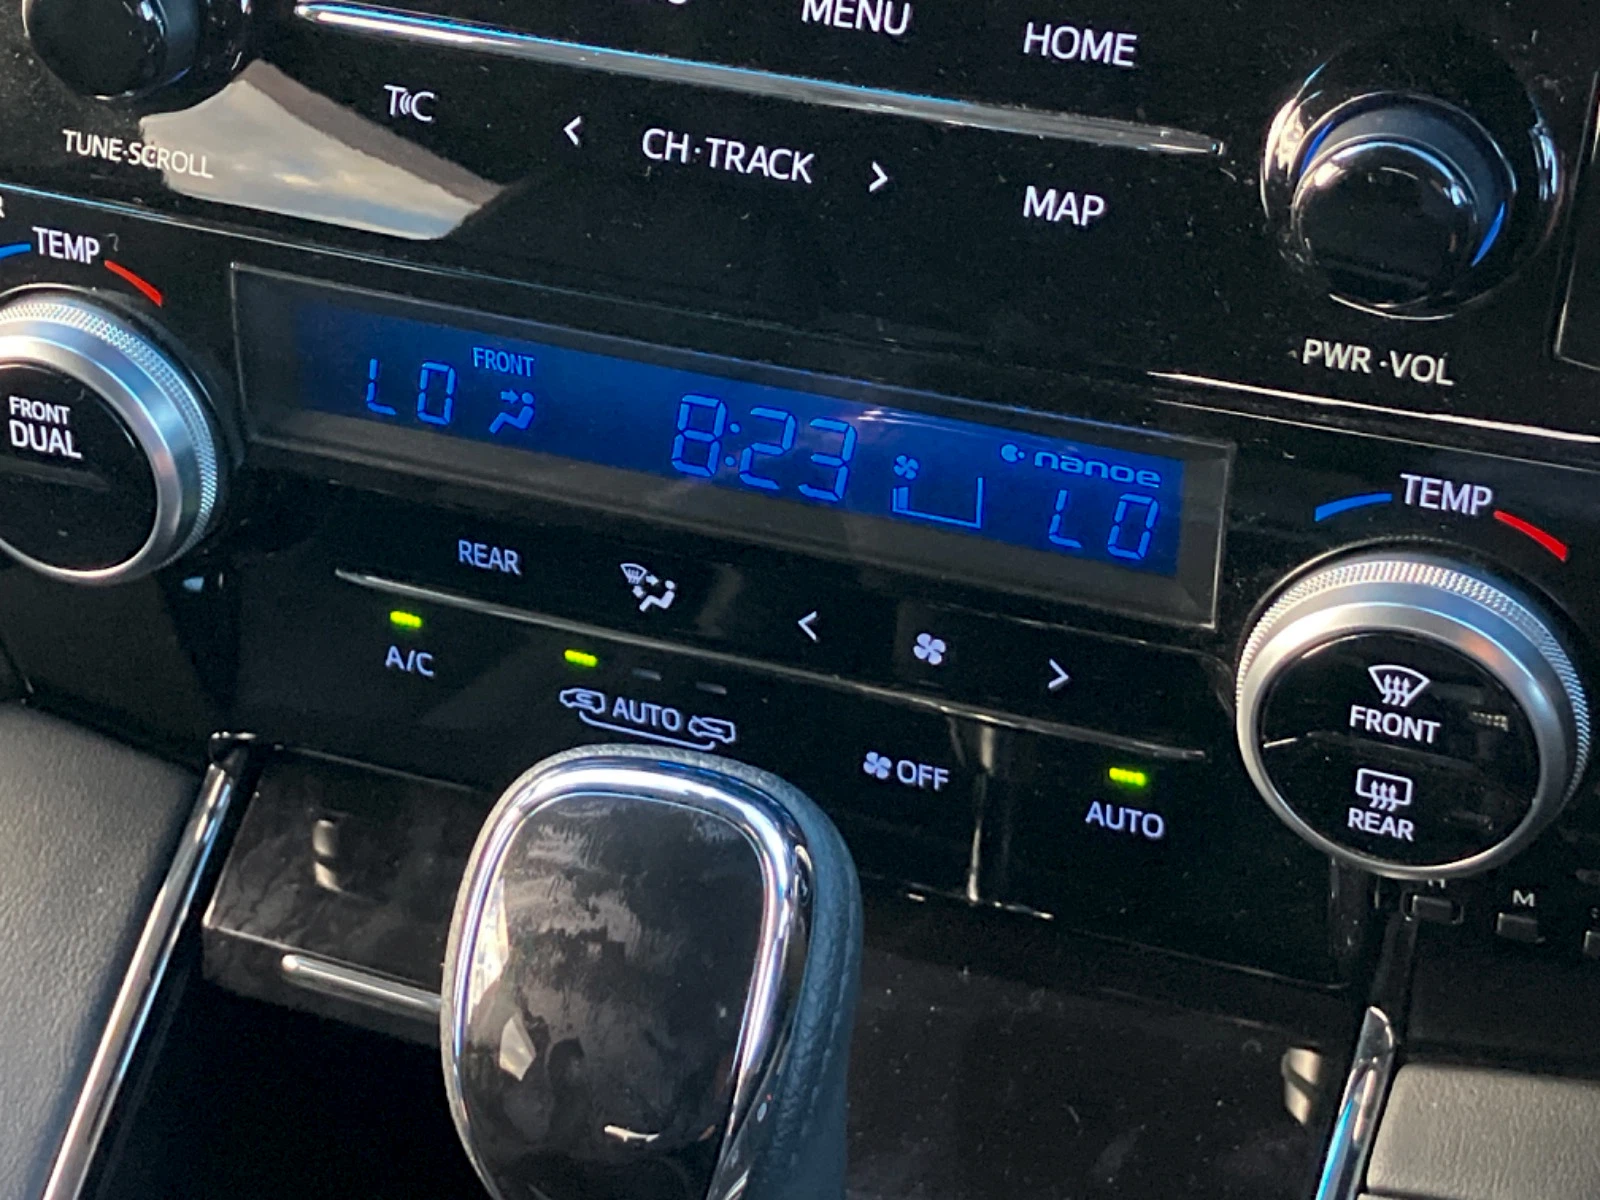 MENU
HOME
T((C
< CH·TRACK >
TUNE·SCROLL
MAP
TEMP
PWR·VOL
FRONT
LO
8:23
nanoe
LO
FRONT
DUAL
TEMP
REAR
< >
A/C
AUTO
OFF
AUTO
FRONT
REAR
M